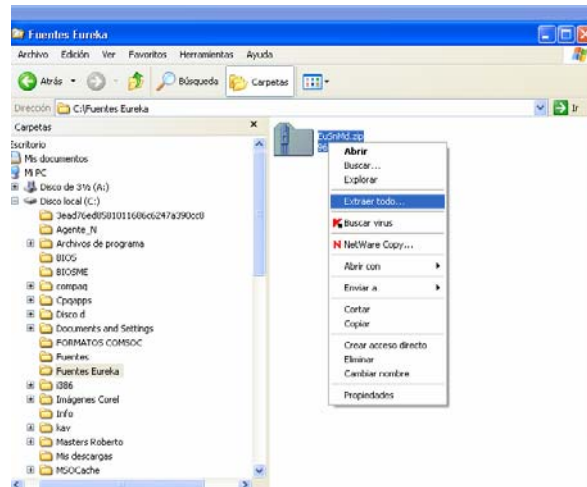 Fuentes Eureka
Archivo Edición Ver Favoritos Herramientas Ayuda
Atrás Búsqueda Carpetas
Dirección C:\Fuentes Eureka Ir
Carpetas x
Escritorio
Mis documentos
Mi PC
Disco de 3½ (A:)
Disco local (C:)
Agente_N
Archivos de programa
BIOS
BIOSME
compaq
Cpqapps
Disco d
Documents and Settings
FORMATOS COMSOC
Fuentes
Fuentes Eureka
i386
Imágenes Corel
Info
kav
Masters Roberto
Mis descargas
MSOCache
EuSnMd.zip
Abrir
Buscar...
Explorar
Extraer todo...
Buscar virus
NetWare Copy...
Abrir con
Enviar a
Cortar
Copiar
Crear acceso directo
Eliminar
Cambiar nombre
Propiedades